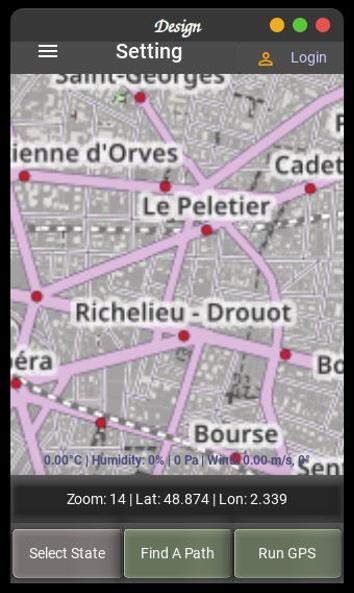 Design
Setting
Login
Saint-Georges
ienne d'Orves
Cadet
Le Peletier
Richelieu - Drouot
éra
Bo
Bourse
0.00°C | Humidity: 0% | 0 Pa | Wind: 0.00 m/s, 0°
Sent
Zoom: 14 | Lat: 48.874 | Lon: 2.339
Select State
Find A Path
Run GPS